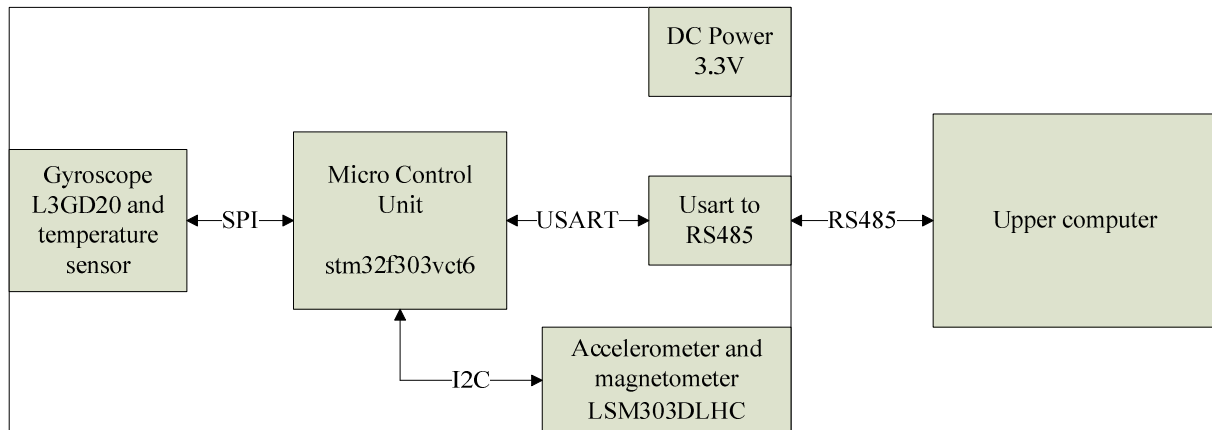 DC Power
3.3V
Gyroscope
L3GD20 and
temperature
sensor
SPI
Micro Control
Unit
stm32f303vct6
USART
Usart to
RS485
RS485
Upper computer
I2C
Accelerometer and
magnetometer
LSM303DLHC